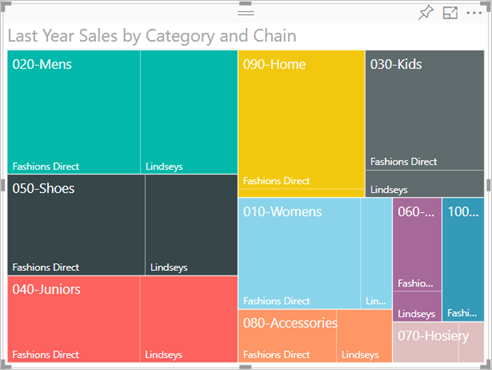 Last Year Sales by Category and Chain
020-Mens
Fashions Direct
Lindseys
050-Shoes
Fashions Direct
Lindseys
040-Juniors
Fashions Direct
Lindseys
090-Home
Fashions Direct
030-Kids
Fashions Direct
Lindseys
010-Womens
Fashions Direct
Lin...
060-...
Fashio...
Lindseys
100...
Fashi...
080-Accessories
Fashions Direct
Lindseys
070-Hosiery